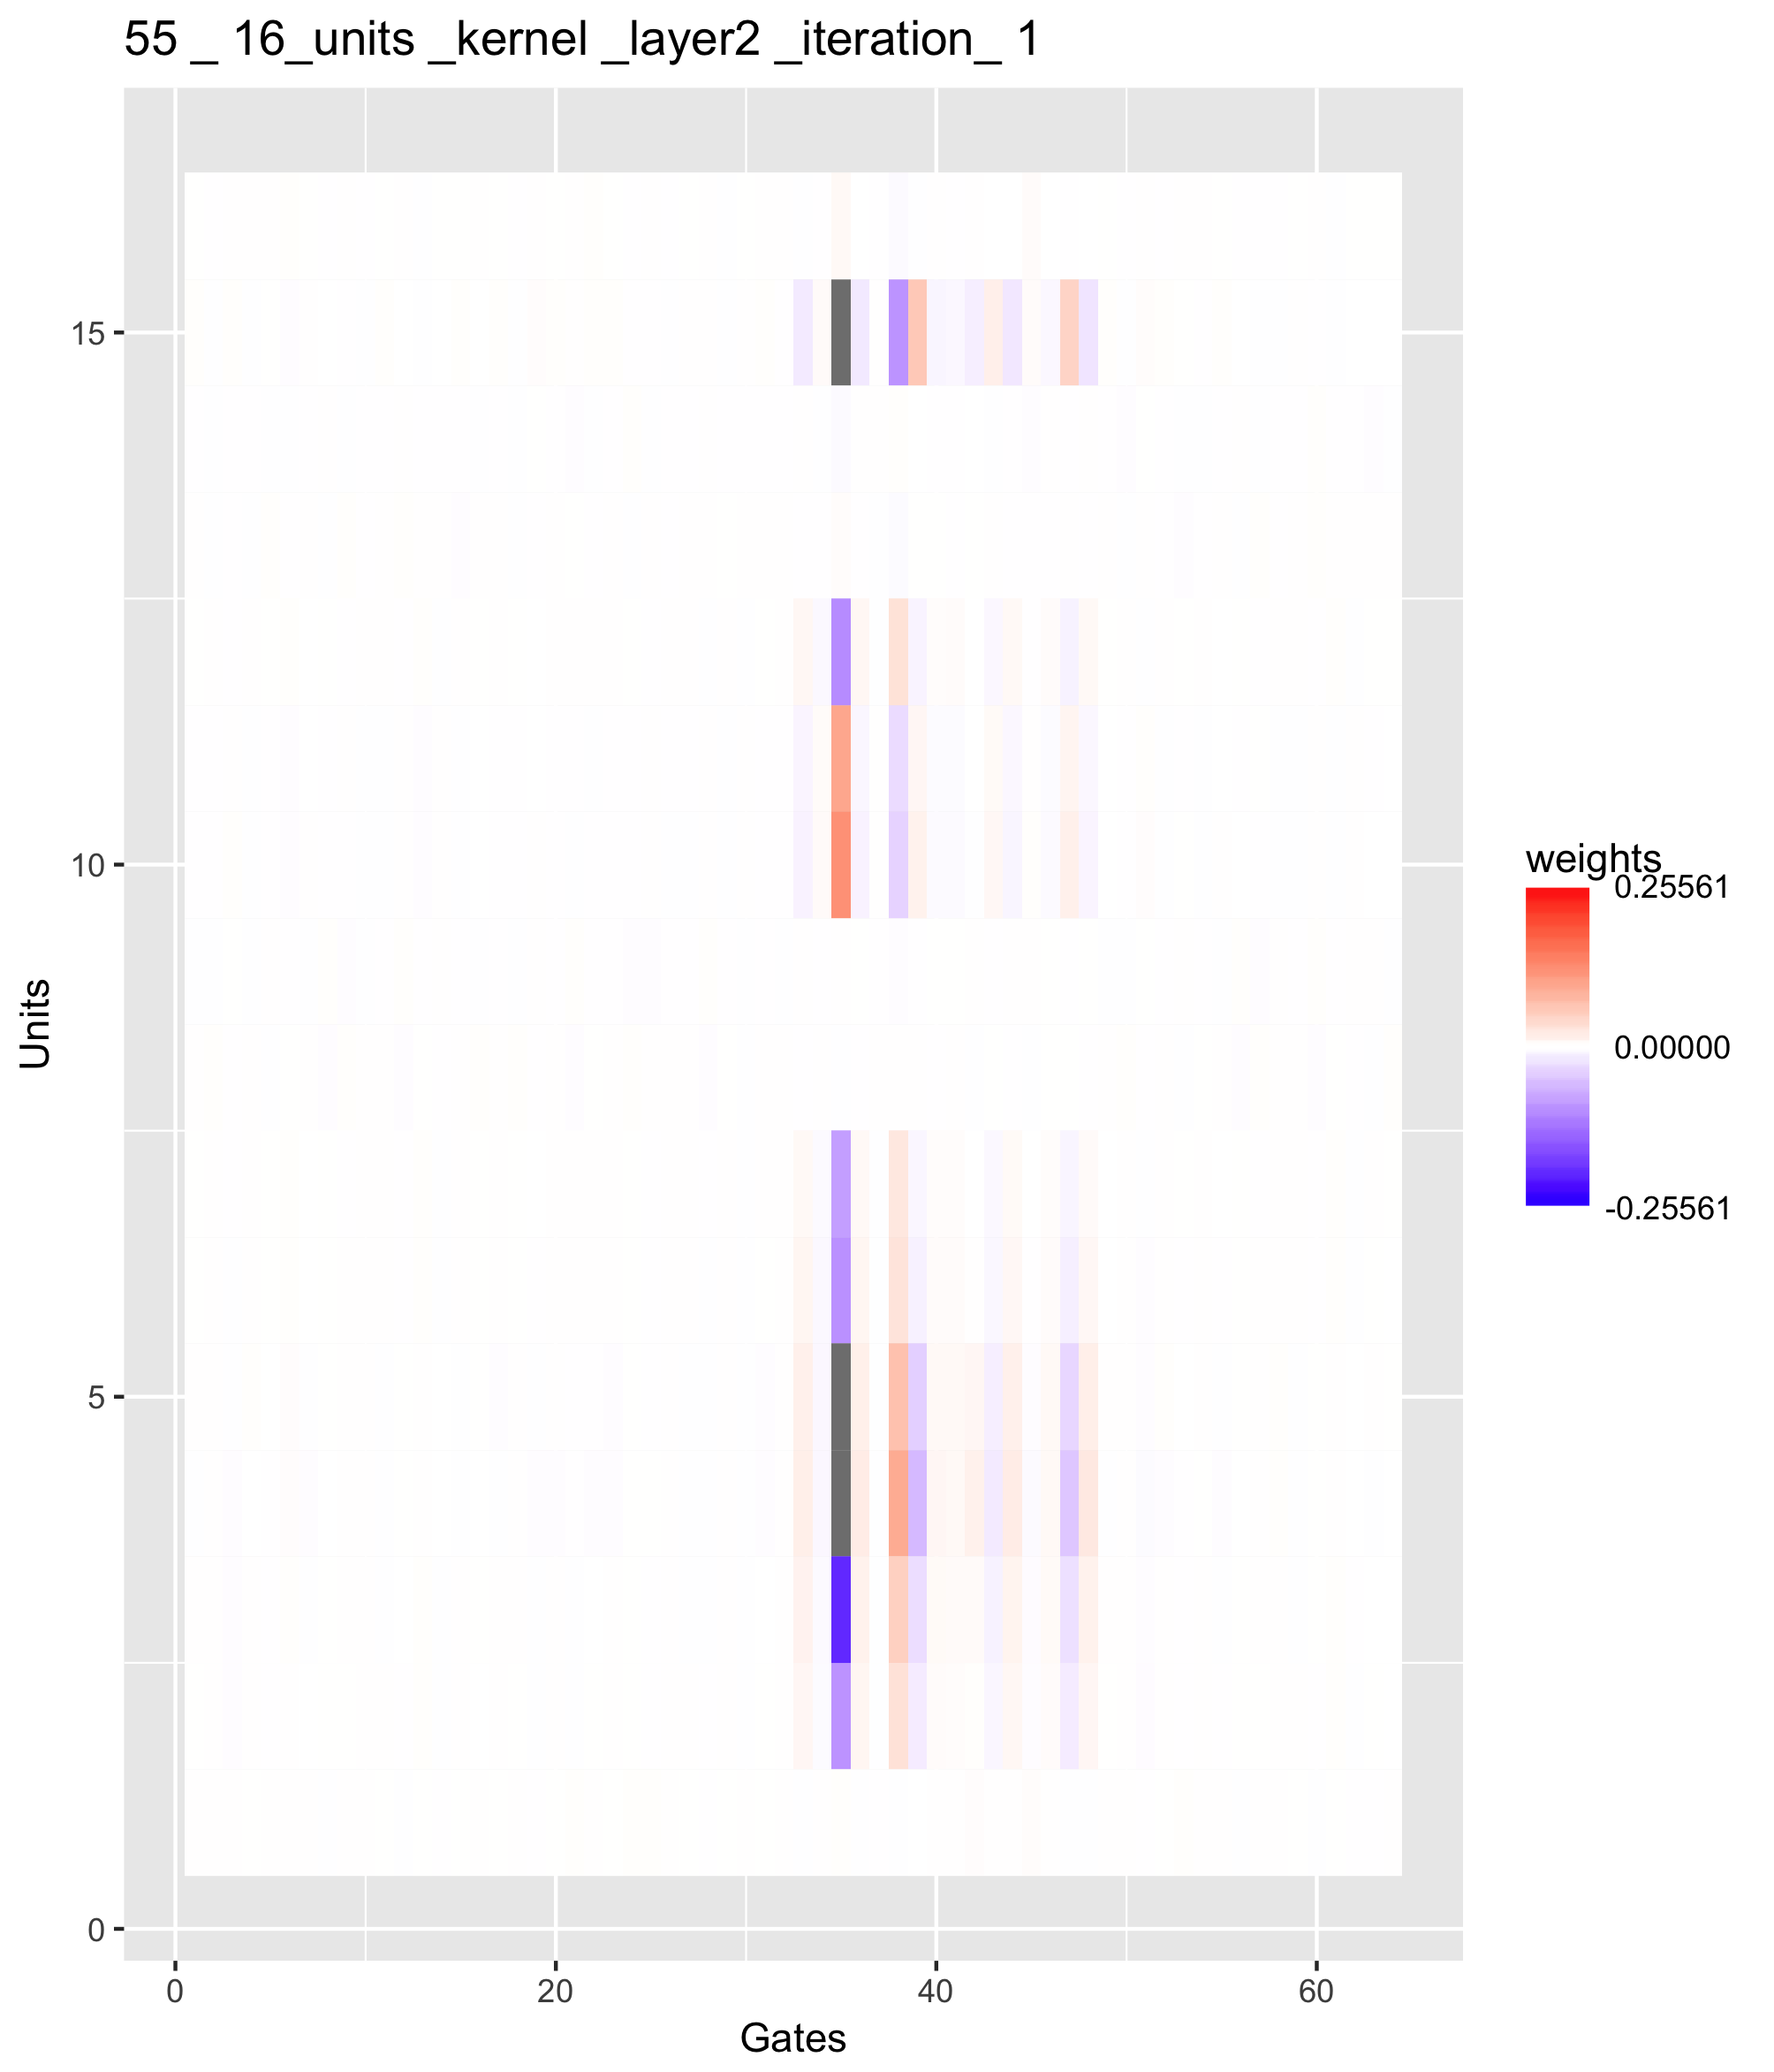 55 _ 16_units _kernel _layer2 _iteration_ 1
15
10
5
0
Units
0 20 40 60
Gates
weights
0.25561
0.00000
-0.25561